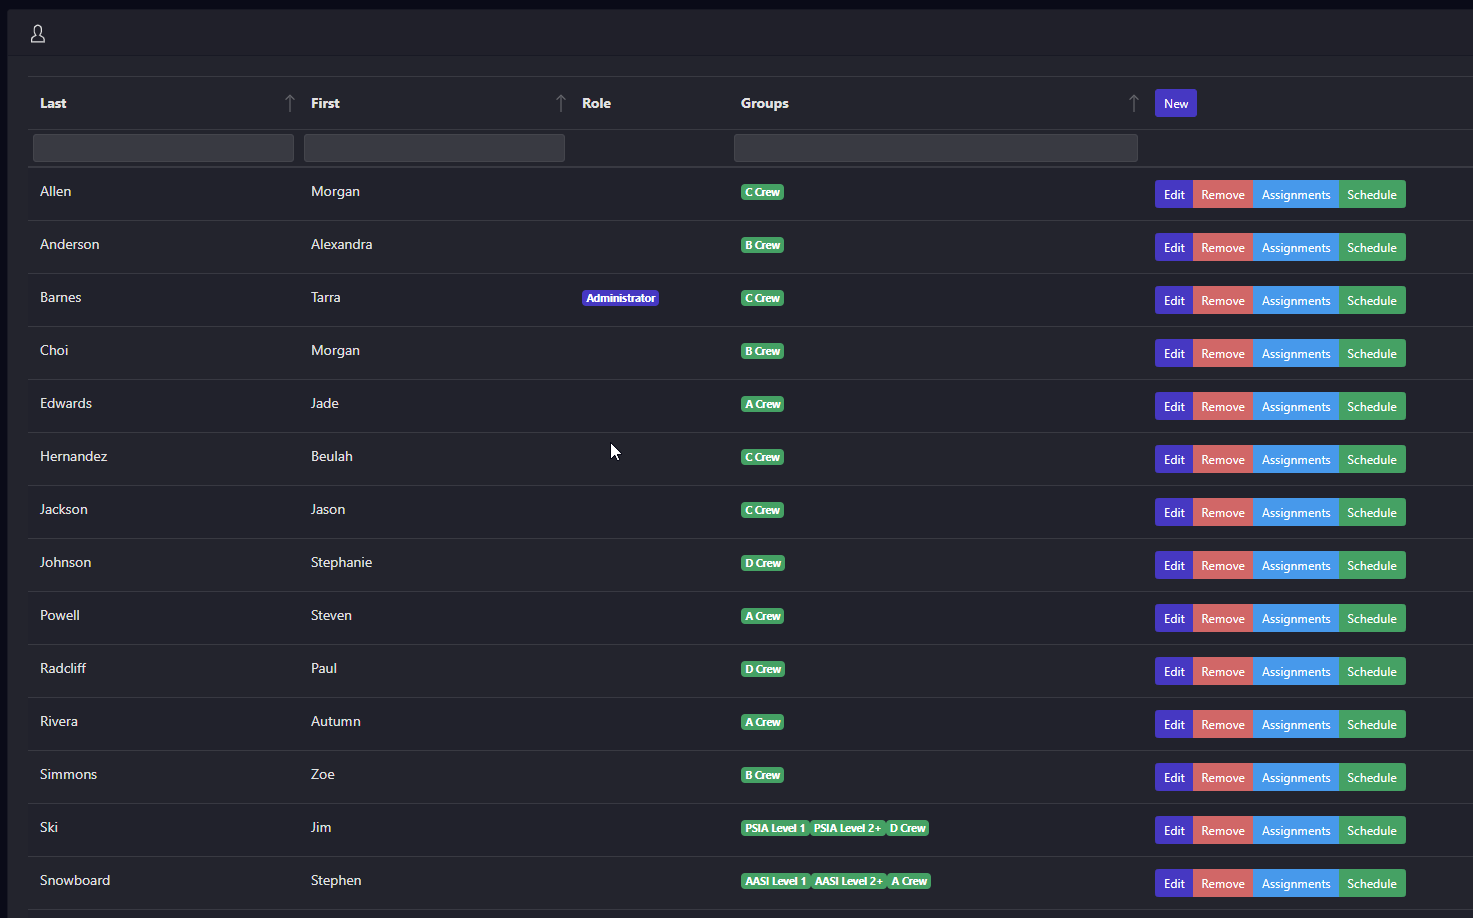 Last First Role Groups New
Allen Morgan C Crew Edit Remove Assignments Schedule
Anderson Alexandra B Crew Edit Remove Assignments Schedule
Barnes Tarra Administrator C Crew Edit Remove Assignments Schedule
Choi Morgan B Crew Edit Remove Assignments Schedule
Edwards Jade A Crew Edit Remove Assignments Schedule
Hernandez Beulah C Crew Edit Remove Assignments Schedule
Jackson Jason C Crew Edit Remove Assignments Schedule
Johnson Stephanie D Crew Edit Remove Assignments Schedule
Powell Steven A Crew Edit Remove Assignments Schedule
Radcliff Paul D Crew Edit Remove Assignments Schedule
Rivera Autumn A Crew Edit Remove Assignments Schedule
Simmons Zoe B Crew Edit Remove Assignments Schedule
Ski Jim PSIA Level 1 PSIA Level 2+ D Crew Edit Remove Assignments Schedule
Snowboard Stephen AASI Level 1 AASI Level 2+ A Crew Edit Remove Assignments Schedule